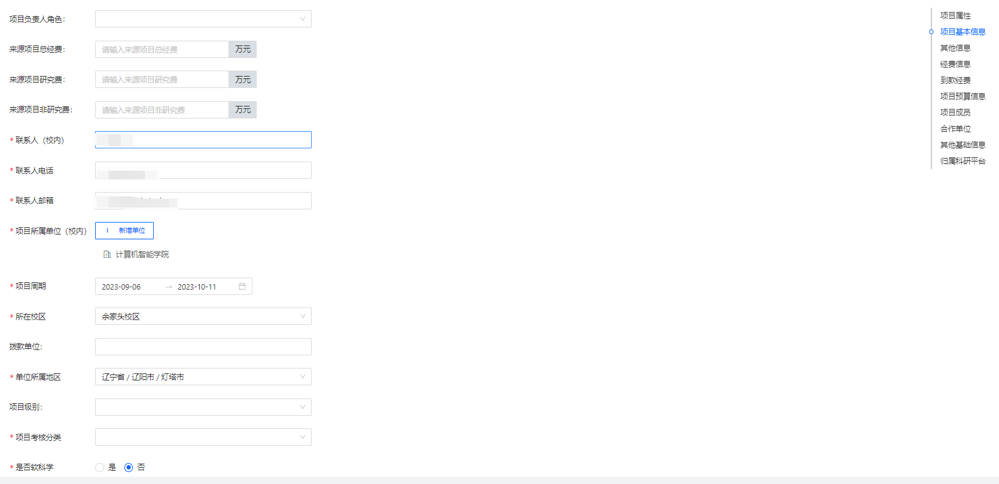 项目负责人角色:
来源项目总经费: 请输入来源项目总经费 万元
来源项目研究费: 请输入来源项目研究费 万元
来源项目非研究费: 请输入来源项目非研究费 万元
* 联系人（校内）
* 联系人电话
* 联系人邮箱
* 项目所属单位（校内） 新增单位
计算机智能学院
* 项目周期 2023-09-06 → 2023-10-11
* 所在校区 余家头校区
拨款单位:
* 单位所属地区 辽宁省 / 辽阳市 / 灯塔市
项目级别:
* 项目考核分类
* 是否软科学 是 否
项目属性
项目基本信息
其他信息
经费信息
到款经费
项目预算信息
项目成员
合作单位
其他基础信息
归属科研平台